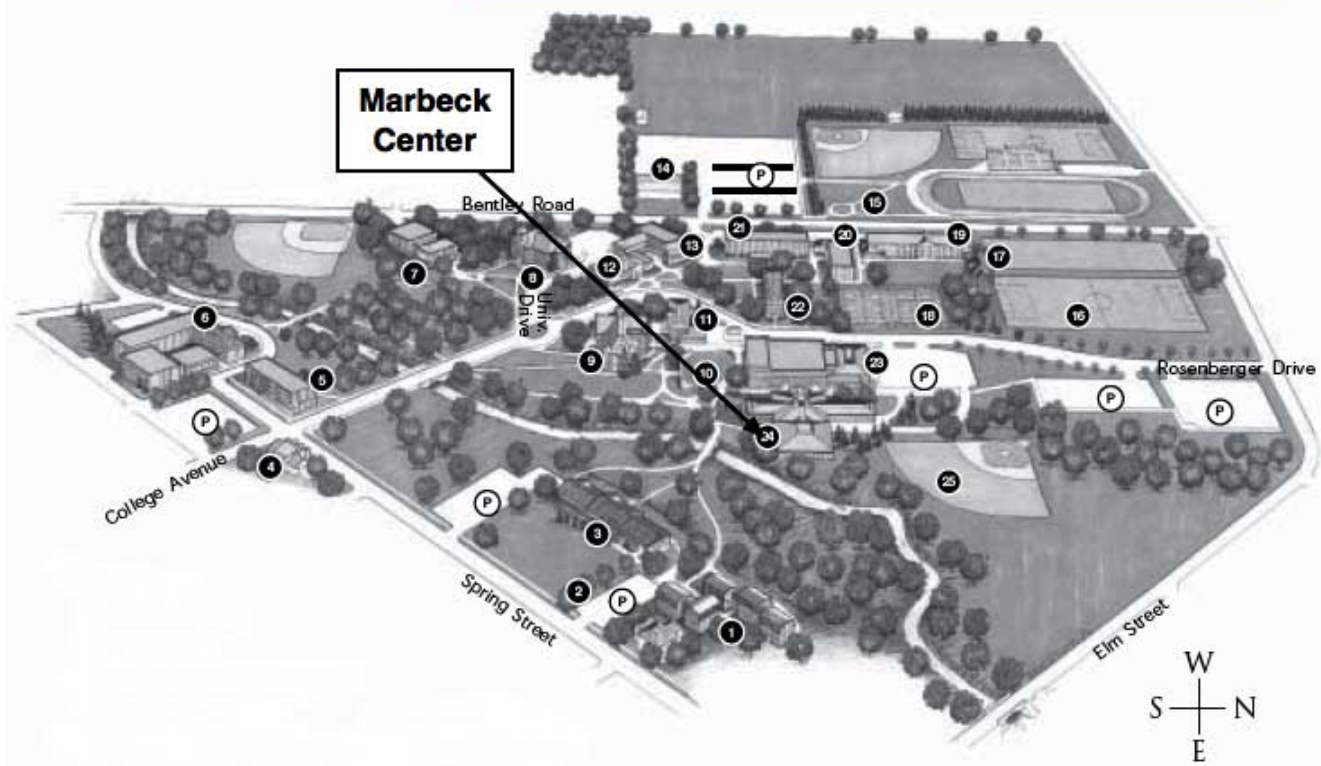 Marbeck
Center
14
P
Bentley Road
15
21
20
19
13
17
7
12
8
Univ.
Drive
22
16
18
6
11
9
23
10
Rosenberger Drive
P
5
P
P
P
24
4
College Avenue
25
P
3
2
P
Spring Street
1
Elm Street
W
S
N
E